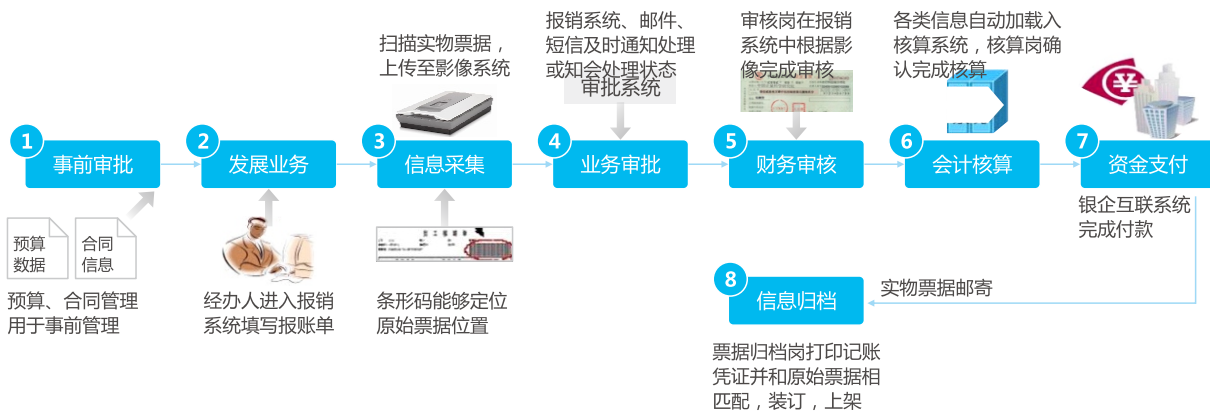 扫描实物票据，
上传至影像系统
报销系统、邮件、
短信及时通知处理
或知会处理状态
审批系统
审核岗在报销
系统中根据影
像完成审核
各类信息自动加载入
核算系统，核算岗确
认完成核算
1
事前审批
2
发展业务
3
信息采集
4
业务审批
5
财务审核
6
会计核算
7
资金支付
预算
数据
合同
信息
预算、合同管理
用于事前管理
经办人进入报销
系统填写报账单
条形码能够定位
原始票据位置
银企互联系统
完成付款
8
信息归档
实物票据邮寄
票据归档岗打印记账
凭证并和原始票据相
匹配，装订，上架